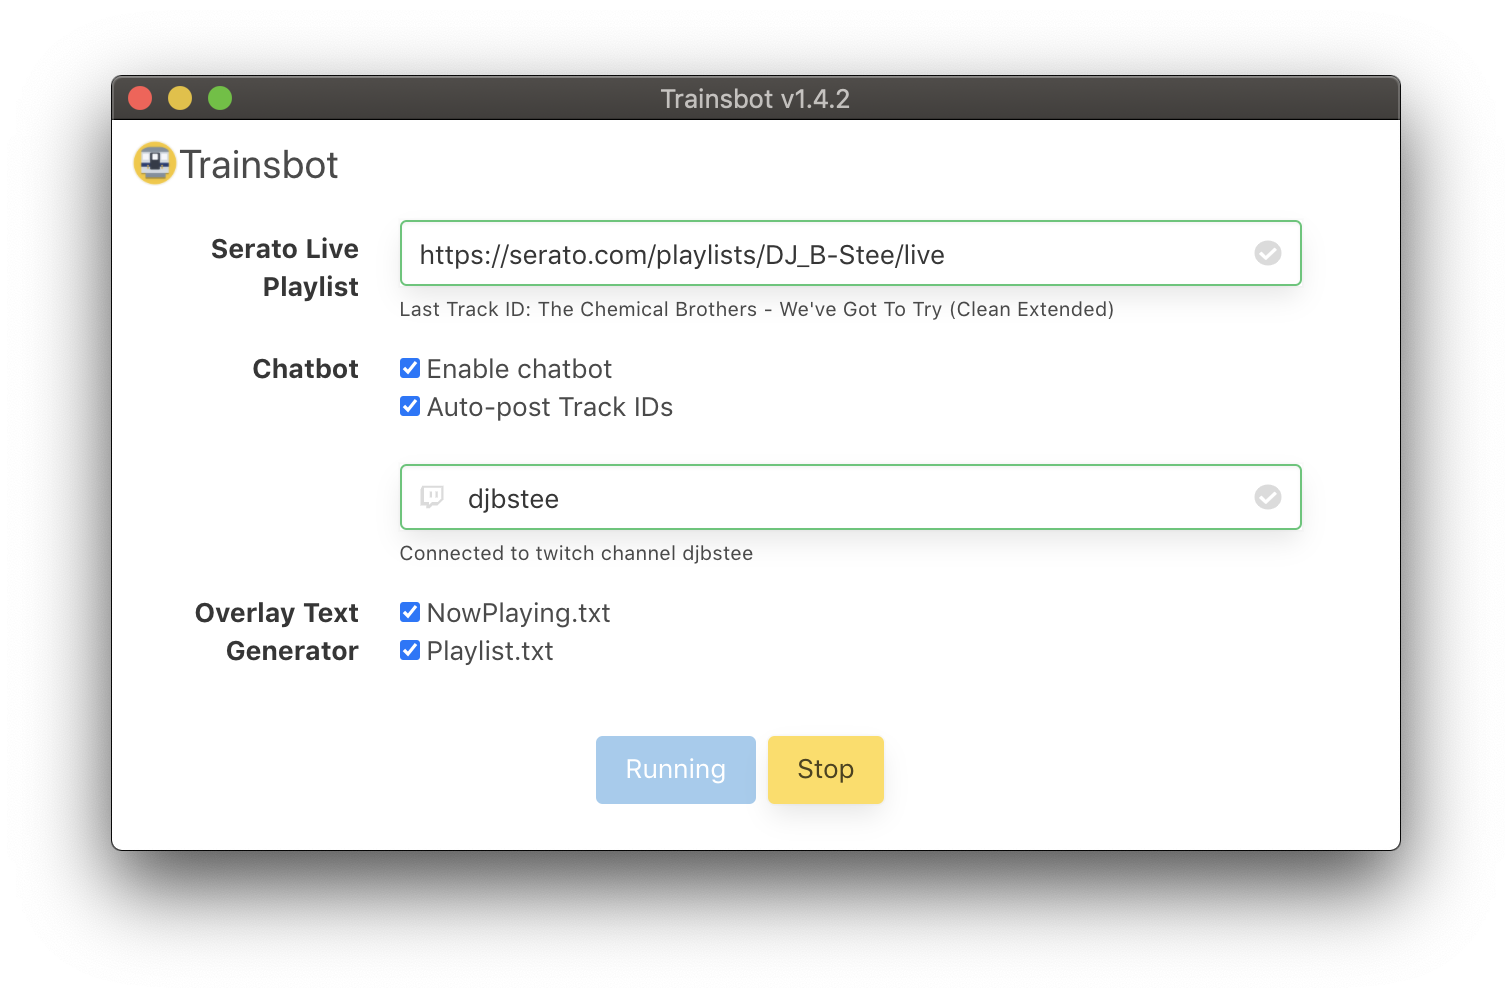 Trainsbot v1.4.2
Trainsbot
Serato Live
Playlist
https://serato.com/playlists/DJ_B-Stee/live
Last Track ID: The Chemical Brothers - We've Got To Try (Clean Extended)
Chatbot
Enable chatbot
Auto-post Track IDs
djbstee
Connected to twitch channel djbstee
Overlay Text
Generator
NowPlaying.txt
Playlist.txt
Running
Stop